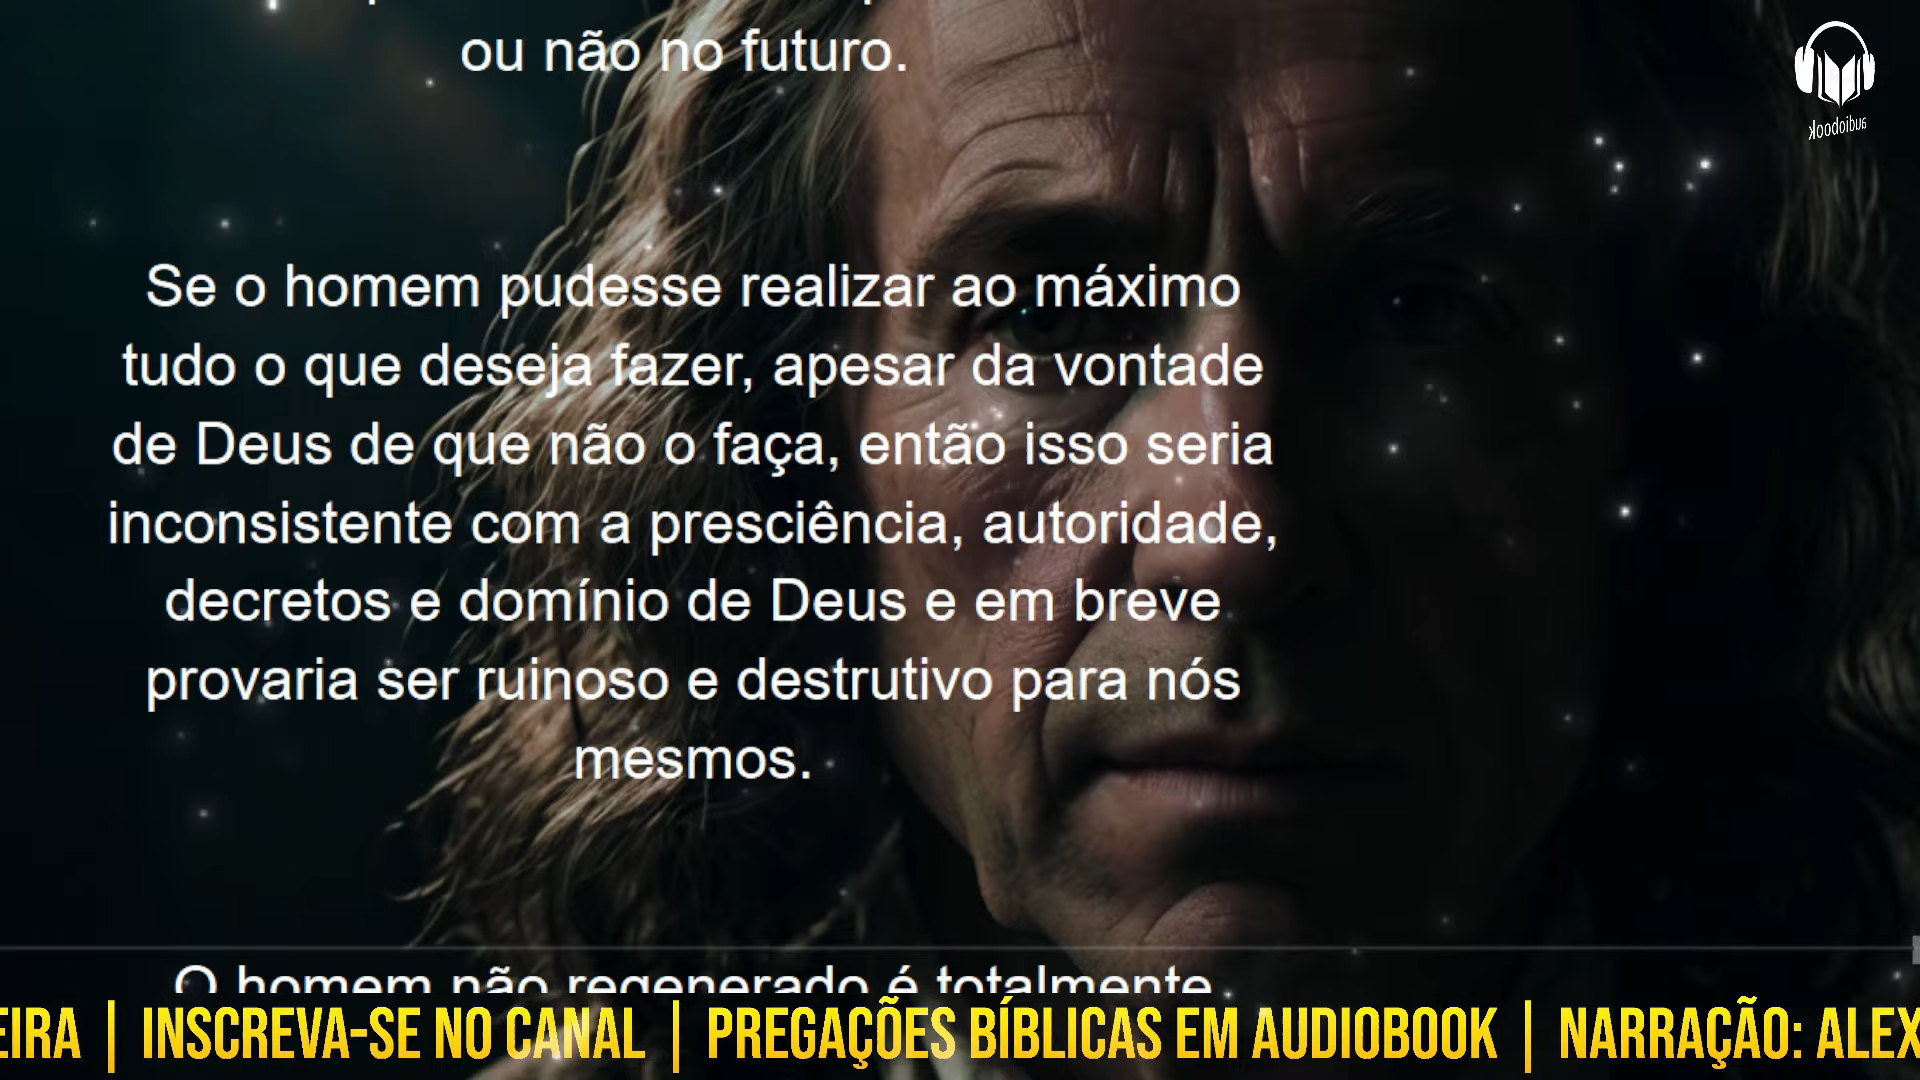 ou não no futuro.
Se o homem pudesse realizar ao máximo
tudo o que deseja fazer, apesar da vontade
de Deus de que não o faça, então isso seria
inconsistente com a presciência, autoridade,
decretos e domínio de Deus e em breve
provaria ser ruinoso e destrutivo para nós
mesmos.
O homem não regenerado é totalmente
EIRA | INSCREVA-SE NO CANAL | PREGAÇÕES BÍBLICAS EM AUDIOBOOK | NARRAÇÃO: ALEX
audiobook